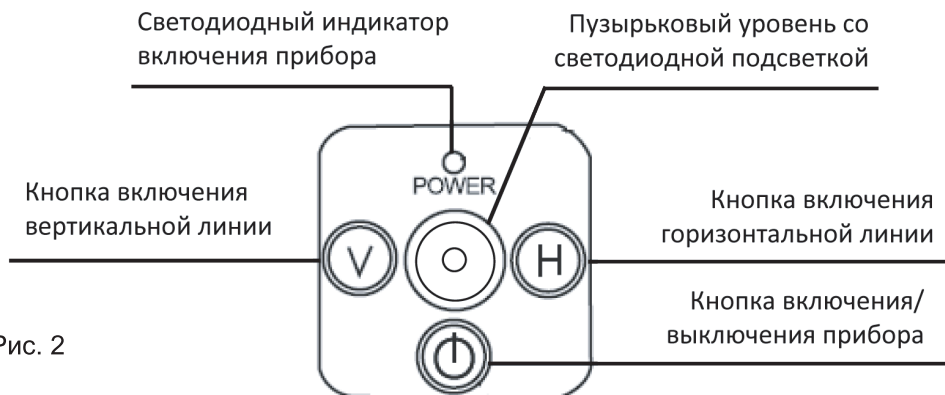 Светодиодный индикатор
включения прибора
Пузырьковый уровень со
светодиодной подсветкой
POWER
Кнопка включения
вертикальной линии
V
H
Кнопка включения
горизонтальной линии
Кнопка включения/
выключения прибора
Рис. 2